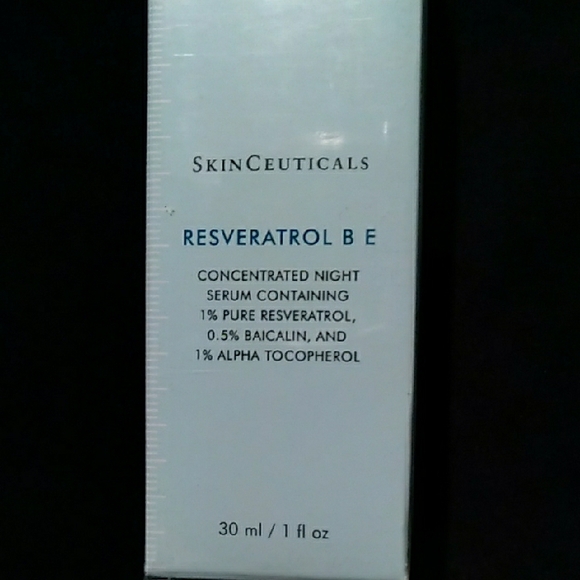 SKINCEUTICALS
RESVERATROL B E
CONCENTRATED NIGHT
SERUM CONTAINING
1% PURE RESVERATROL,
0.5% BAICALIN, AND
1% ALPHA TOCOPHEROL
30 ml / 1 fl oz